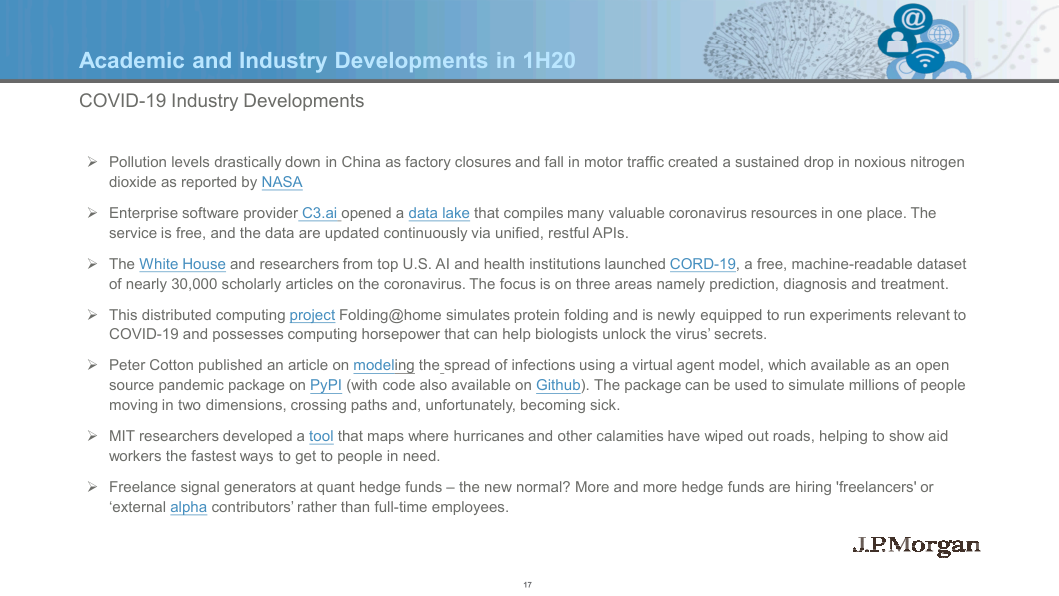 Academic and Industry Developments in 1H20
COVID-19 Industry Developments
➢ Pollution levels drastically down in China as factory closures and fall in motor traffic created a sustained drop in noxious nitrogen
dioxide as reported by NASA
➢ Enterprise software provider C3.ai opened a data lake that compiles many valuable coronavirus resources in one place. The
service is free, and the data are updated continuously via unified, restful APIs.
➢ The White House and researchers from top U.S. AI and health institutions launched CORD-19, a free, machine-readable dataset
of nearly 30,000 scholarly articles on the coronavirus. The focus is on three areas namely prediction, diagnosis and treatment.
➢ This distributed computing project Folding@home simulates protein folding and is newly equipped to run experiments relevant to
COVID-19 and possesses computing horsepower that can help biologists unlock the virus’ secrets.
➢ Peter Cotton published an article on modeling the spread of infections using a virtual agent model, which available as an open
source pandemic package on PyPI (with code also available on Github). The package can be used to simulate millions of people
moving in two dimensions, crossing paths and, unfortunately, becoming sick.
➢ MIT researchers developed a tool that maps where hurricanes and other calamities have wiped out roads, helping to show aid
workers the fastest ways to get to people in need.
➢ Freelance signal generators at quant hedge funds – the new normal? More and more hedge funds are hiring 'freelancers' or
‘external alpha contributors’ rather than full-time employees.
J.P.Morgan
17